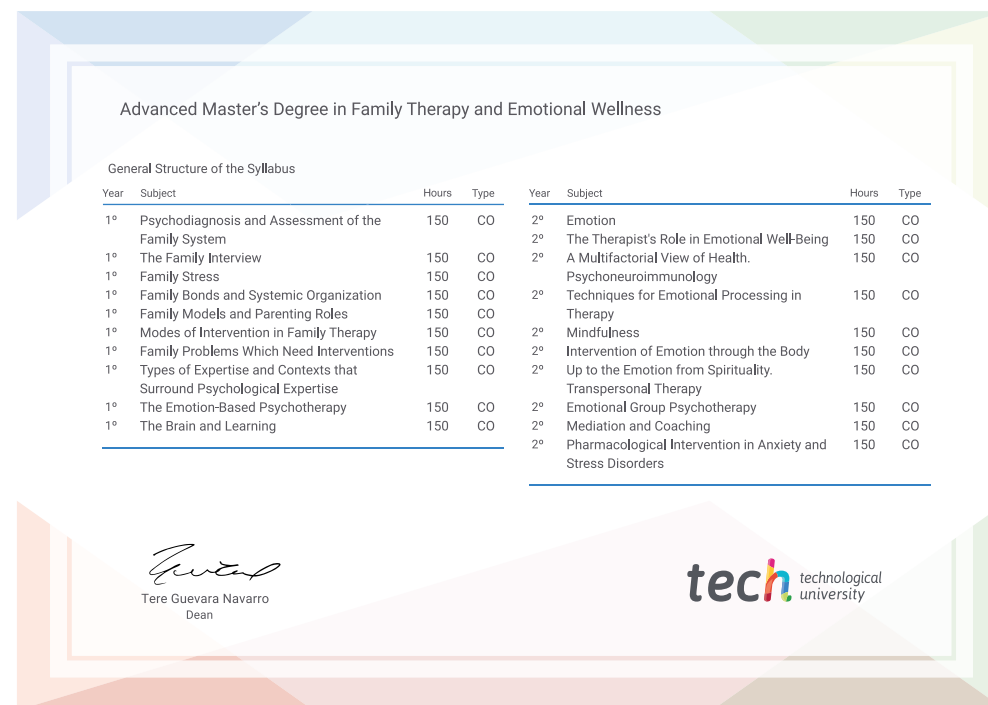 Advanced Master's Degree in Family Therapy and Emotional Wellness
General Structure of the Syllabus
Year Subject Hours Type
1º Psychodiagnosis and Assessment of the 150 CO
Family System
1º The Family Interview 150 CO
1º Family Stress 150 CO
1º Family Bonds and Systemic Organization 150 CO
1º Family Models and Parenting Roles 150 CO
1º Modes of Intervention in Family Therapy 150 CO
1º Family Problems Which Need Interventions 150 CO
1º Types of Expertise and Contexts that 150 CO
Surround Psychological Expertise
1º The Emotion-Based Psychotherapy 150 CO
1º The Brain and Learning 150 CO
Year Subject Hours Type
2º Emotion 150 CO
2º The Therapist's Role in Emotional Well-Being 150 CO
2º A Multifactorial View of Health. 150 CO
Psychoneuroimmunology
2º Techniques for Emotional Processing in 150 CO
Therapy
2º Mindfulness 150 CO
2º Intervention of Emotion through the Body 150 CO
2º Up to the Emotion from Spirituality. 150 CO
Transpersonal Therapy
2º Emotional Group Psychotherapy 150 CO
2º Mediation and Coaching 150 CO
2º Pharmacological Intervention in Anxiety and 150 CO
Stress Disorders
Tere Guevara Navarro
Dean
tech technological
university